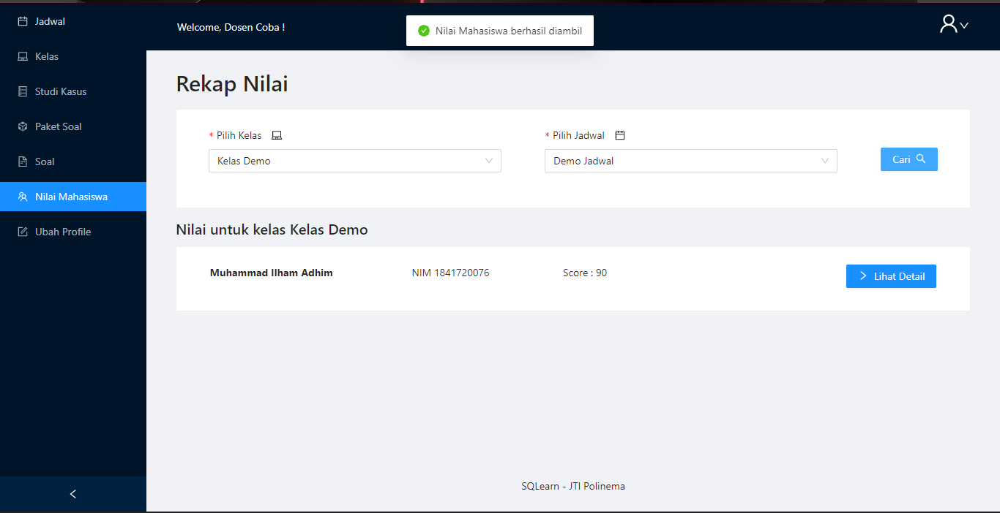 Jadwal
Kelas
Studi Kasus
Paket Soal
Soal
Nilai Mahasiswa
Ubah Profile
Welcome, Dosen Coba !
Nilai Mahasiswa berhasil diambil
Rekap Nilai
* Pilih Kelas
Kelas Demo
* Pilih Jadwal
Demo Jadwal
Cari
Nilai untuk kelas Kelas Demo
Muhammad Ilham Adhim NIM 1841720076 Score : 90 Lihat Detail
SQLearn - JTI Polinema